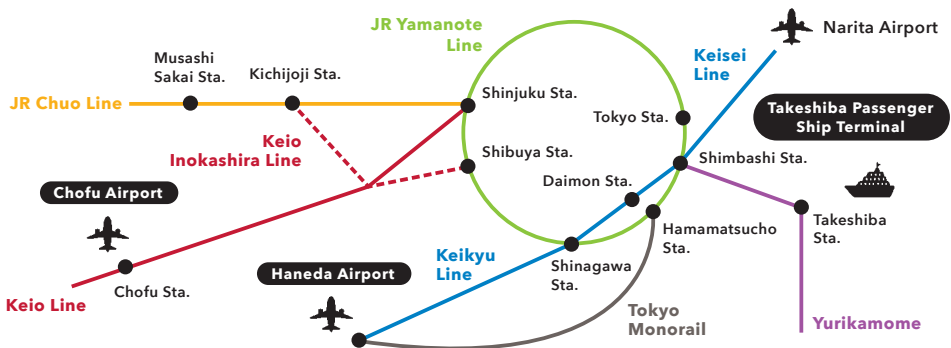 JR Yamanote
Line
Narita Airport
Keisei
Line
Musashi
Sakai Sta.
Kichijoji Sta.
JR Chuo Line
Shinjuku Sta.
Tokyo Sta.
Takeshiba Passenger
Ship Terminal
Keio
Inokashira Line
Shibuya Sta.
Shimbashi Sta.
Chofu Airport
Daimon Sta.
Takeshiba
Sta.
Hamamatsucho
Sta.
Haneda Airport
Keikyu
Line
Shinagawa
Sta.
Chofu Sta.
Keio Line
Tokyo
Monorail
Yurikamome